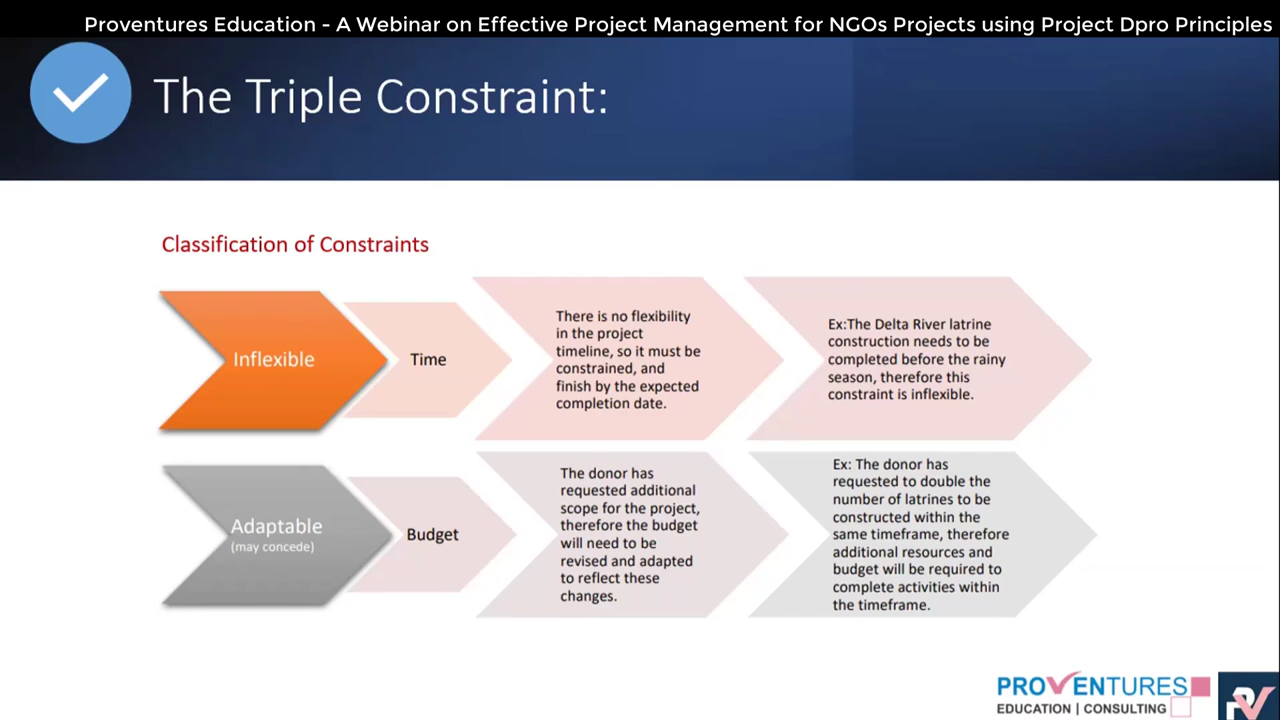 Proventures Education - A Webinar on Effective Project Management for NGOs Projects using Project Dpro Principles
The Triple Constraint:
Classification of Constraints
Inflexible
Time
There is no flexibility
in the project
timeline, so it must be
constrained, and
finish by the expected
completion date.
Ex:The Delta River latrine
construction needs to be
completed before the rainy
season, therefore this
constraint is inflexible.
Adaptable
(may concede)
Budget
The donor has
requested additional
scope for the project,
therefore the budget
will need to be
revised and adapted
to reflect these
changes.
Ex: The donor has
requested to double the
number of latrines to be
constructed within the
same timeframe, therefore
additional resources and
budget will be required to
complete activities within
the timeframe.
PROVENTURES
EDUCATION | CONSULTING
PV